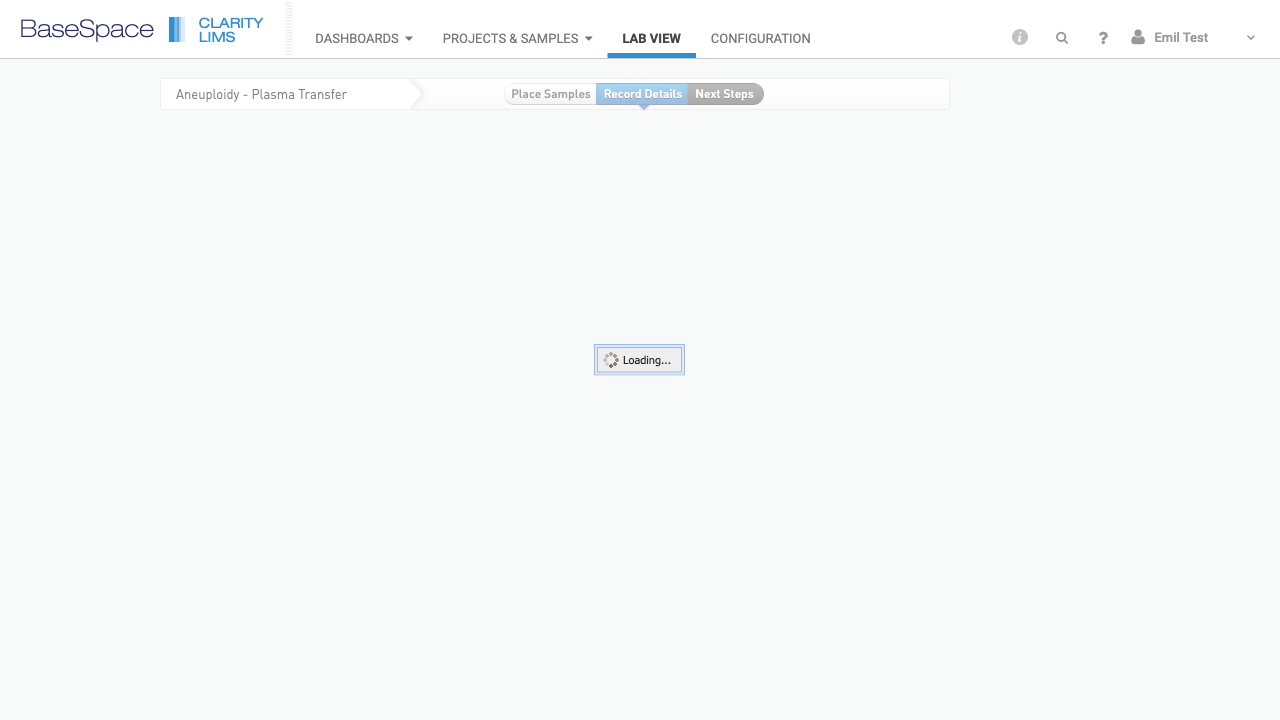 BaseSpace
CLARITY
LIMS
DASHBOARDS
PROJECTS & SAMPLES
LAB VIEW
CONFIGURATION
i
?
Emil Test
Aneuploidy - Plasma Transfer
Place Samples
Record Details
Next Steps
Loading...